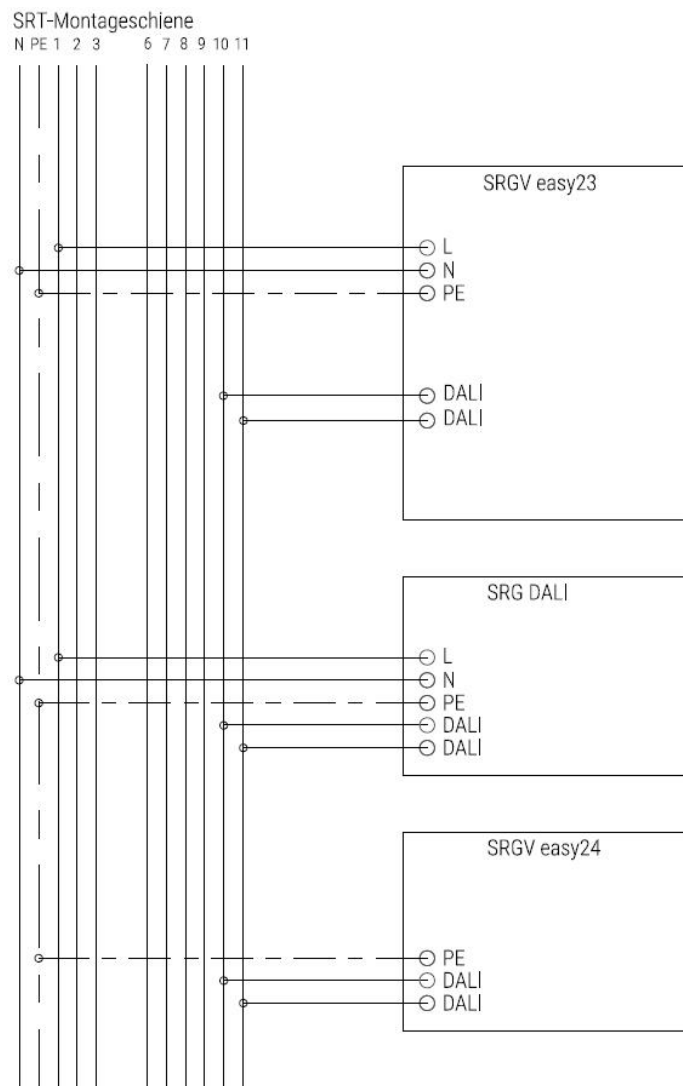 SRT-Montageschiene
N PE 1 2 3 6 7 8 9 10 11
SRGV easy23
L
N
PE
DALI
DALI
SRG DALI
L
N
PE
DALI
DALI
SRGV easy24
PE
DALI
DALI